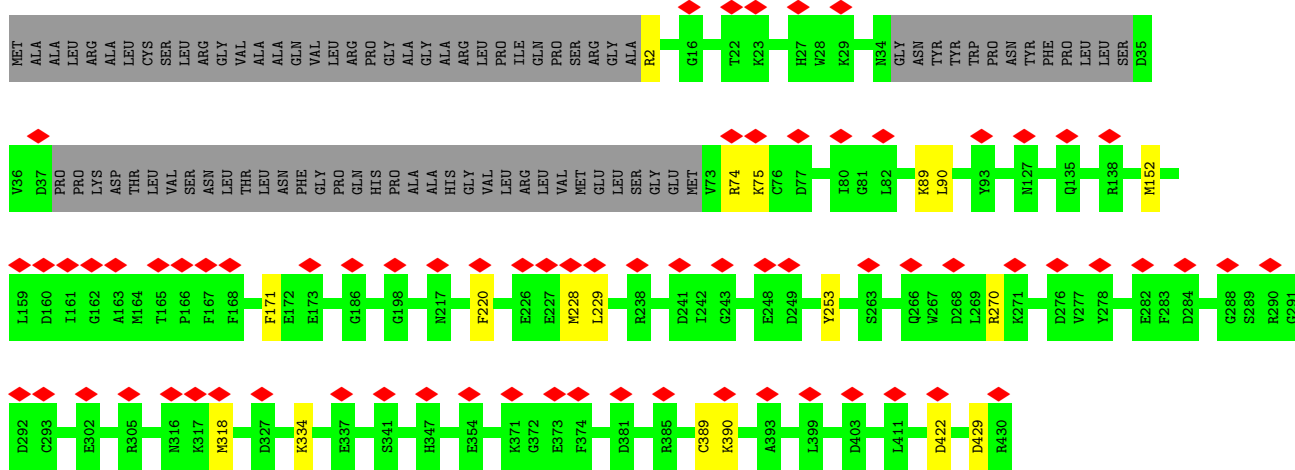 MET ALA ALA LEU ARG ALA LEU CYS SER LEU ARG GLY VAL ALA ALA GLN VAL LEU ARG PRO GLY ALA GLY ALA ARG LEU PRO ILE GLN PRO SER ARG GLY ALA R2 G16 T22 K23 H27 W28 K29 N34 GLY ASN TYR TYR TRP PRO ASN TYR PHE PRO LEU LEU SER D35
V36 D37 PRO PRO LYS ASP THR LEU VAL SER ASN LEU THR LEU ASN PHE GLY PRO GLN HIS PRO ALA ALA HIS GLY VAL LEU ARG LEU VAL MET GLU LEU SER GLY GLU MET V73 R74 K75 C76 D77 I80 G81 L82 K89 L90 Y93 N127 Q135 R138 M152
L159 D160 I161 G162 A163 M164 T165 P166 F167 F168 F171 E172 E173 G186 G198 N217 F220 E226 E227 M228 L229 R238 D241 I242 G243 E248 D249 Y253 S263 Q266 W267 D268 L269 R270 K271 D276 V277 Y278 E282 F283 D284 G288 S289 R290 G291
D292 C293 E302 R305 N316 K317 M318 D327 K334 E337 S341 H347 E354 K371 G372 E373 F374 D381 R385 C389 K390 A393 L399 D403 L411 D422 D429 R430